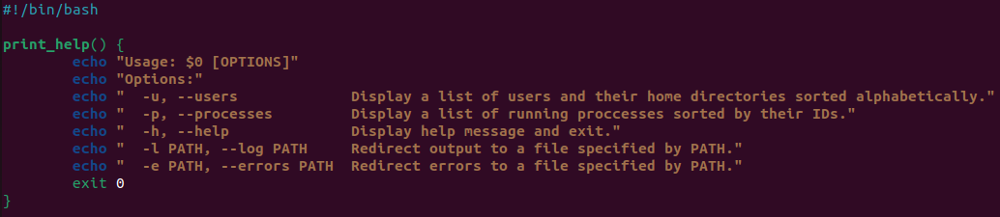 #!/bin/bash

print_help() {
        echo "Usage: $0 [OPTIONS]"
        echo "Options:"
        echo "  -u, --users             Display a list of users and their home directories sorted alphabetically."
        echo "  -p, --processes         Display a list of running proccesses sorted by their IDs."
        echo "  -h, --help              Display help message and exit."
        echo "  -l PATH, --log PATH     Redirect output to a file specified by PATH."
        echo "  -e PATH, --errors PATH  Redirect errors to a file specified by PATH."
        exit 0
}